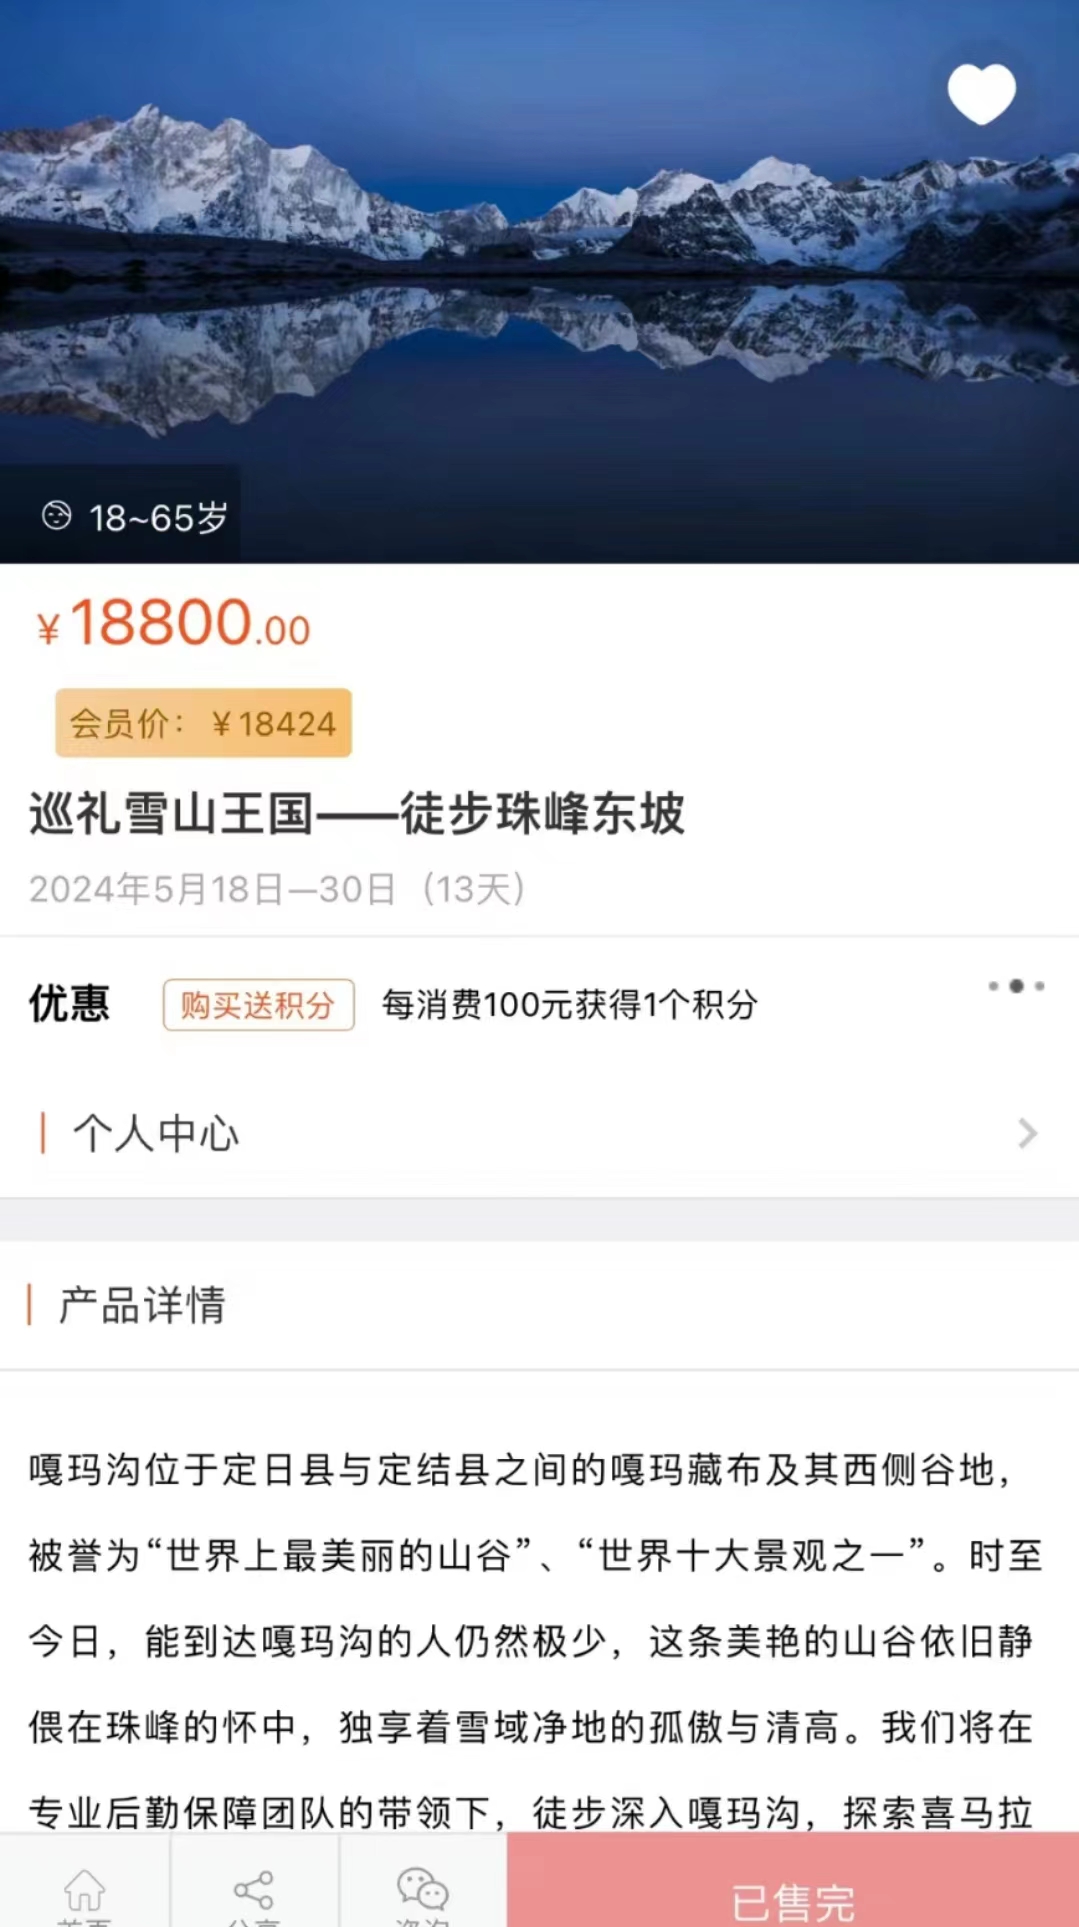 18~65岁
¥18800.00
会员价：¥18424
巡礼雪山王国——徒步珠峰东坡
2024年5月18日—30日（13天）
优惠 购买送积分 每消费100元获得1个积分
个人中心
产品详情
嘎玛沟位于定日县与定结县之间的嘎玛藏布及其西侧谷地，
被誉为“世界上最美丽的山谷”、“世界十大景观之一”。时至
今日，能到达嘎玛沟的人仍然极少，这条美艳的山谷依旧静
偎在珠峰的怀中，独享着雪域净地的孤傲与清高。我们将在
专业后勤保障团队的带领下，徒步深入嘎玛沟，探索喜马拉
已售完